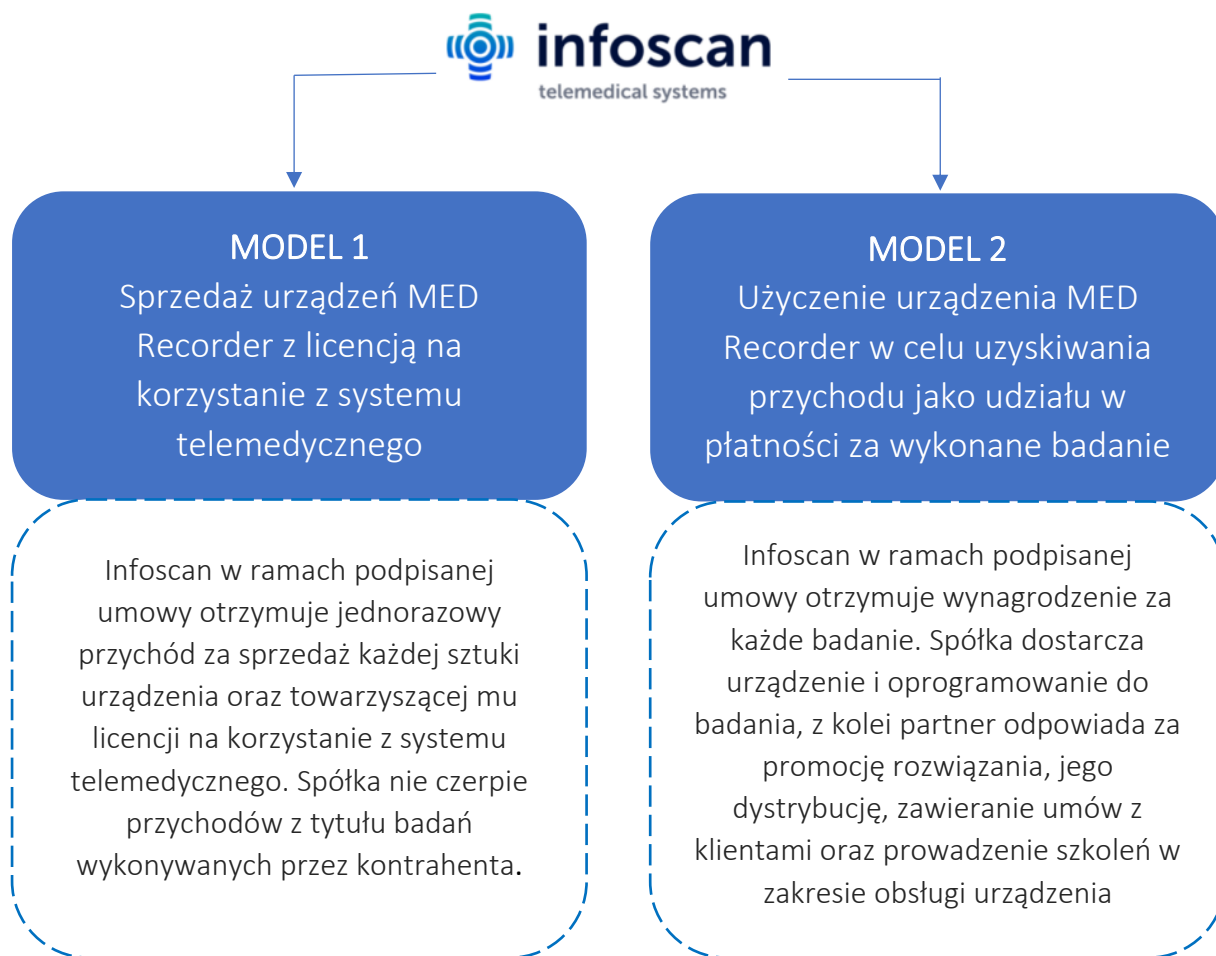 infoscan
telemedical systems
MODEL 1
Sprzedaż urządzeń MED
Recorder z licencją na
korzystanie z systemu
telemedycznego
Infoscan w ramach podpisanej
umowy otrzymuje jednorazowy
przychód za sprzedaż każdej sztuki
urządzenia oraz towarzyszącej mu
licencji na korzystanie z systemu
telemedycznego. Spółka nie czerpie
przychodów z tytułu badań
wykonywanych przez kontrahenta.
MODEL 2
Użyczenie urządzenia MED
Recorder w celu uzyskiwania
przychodu jako udziału w
płatności za wykonane badanie
Infoscan w ramach podpisanej
umowy otrzymuje wynagrodzenie za
każde badanie. Spółka dostarcza
urządzenie i oprogramowanie do
badania, z kolei partner odpowiada za
promocję rozwiązania, jego
dystrybucję, zawieranie umów z
klientami oraz prowadzenie szkoleń w
zakresie obsługi urządzenia